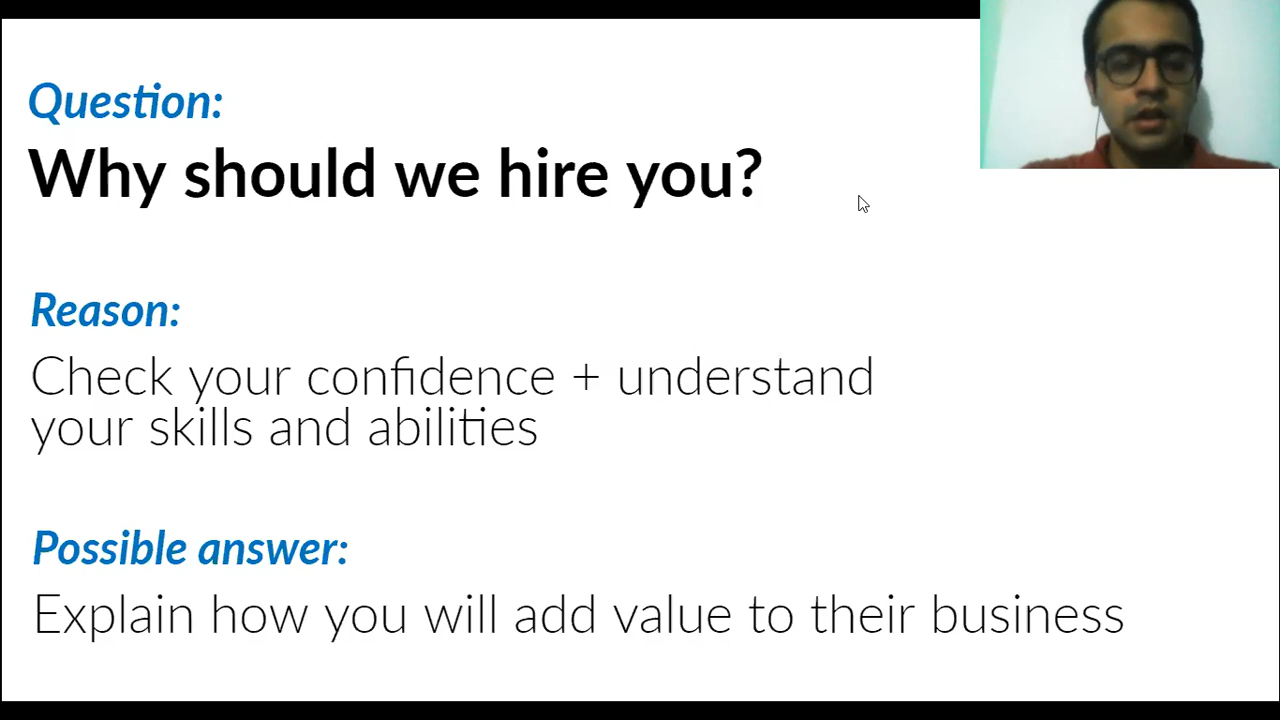 Question:
Why should we hire you?
Reason:
Check your confidence + understand
your skills and abilities
Possible answer:
Explain how you will add value to their business